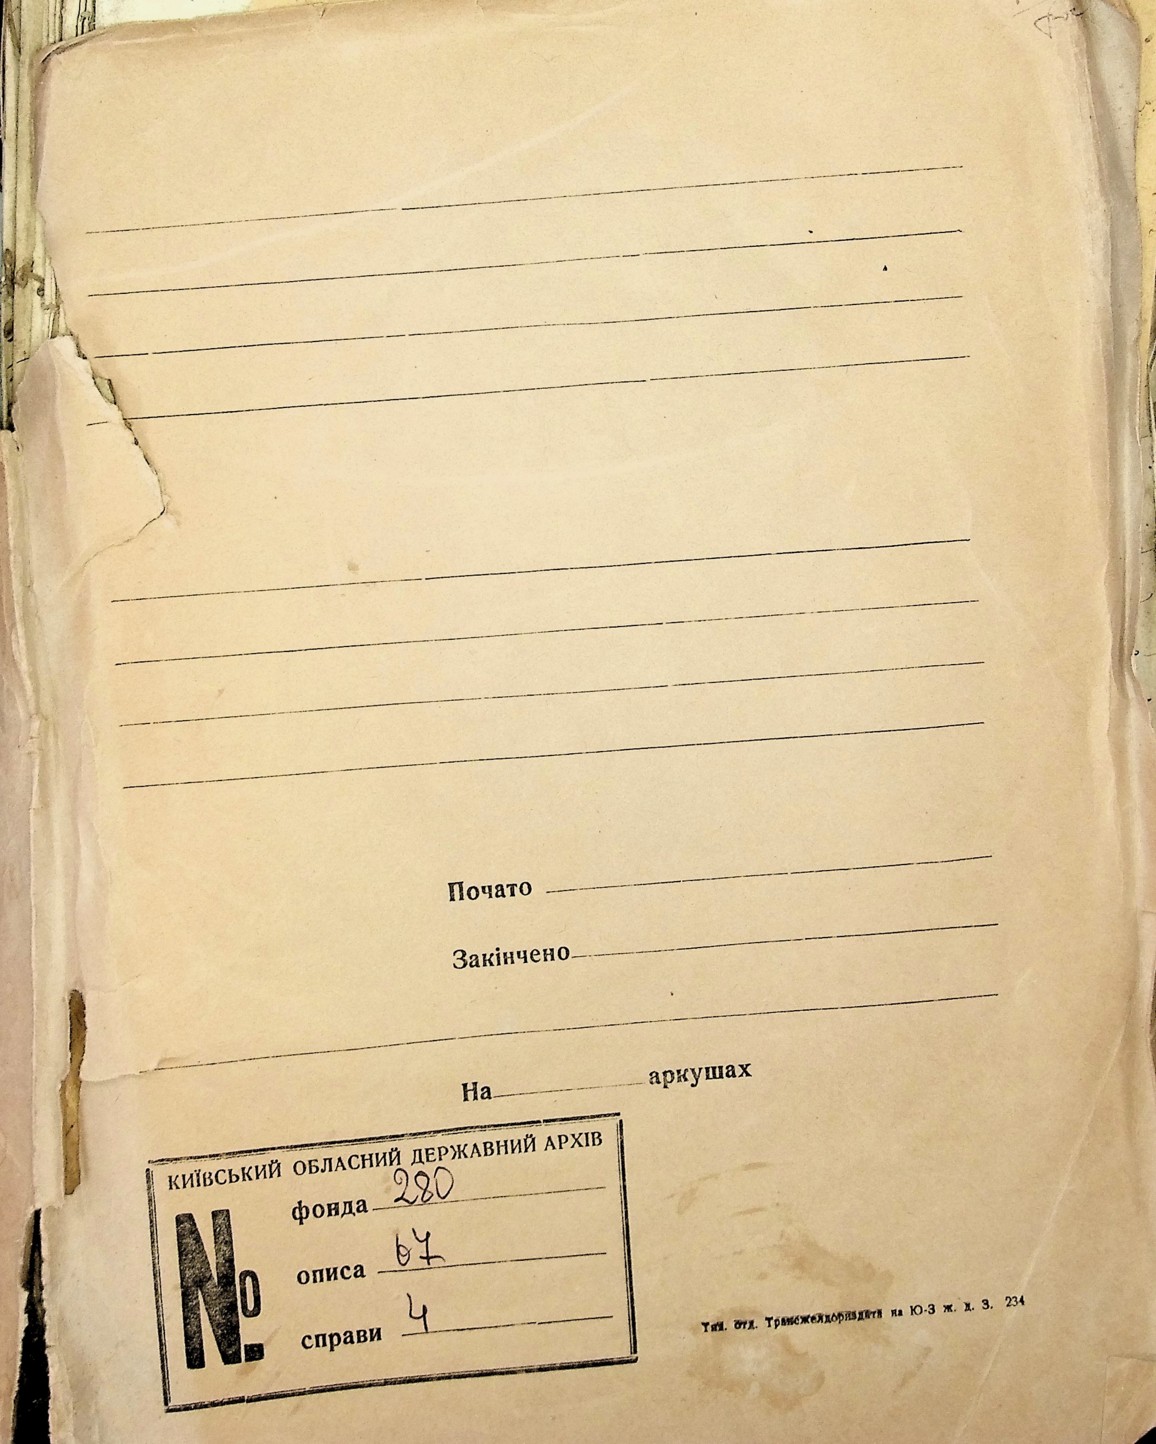 Почато
Закінчено
На аркушах
КИЇВСЬКИЙ ОБЛАСНИЙ ДЕРЖАВНИЙ АРХІВ
№ фонда 280
описа 67
справи 4
Тип. отд. Трансжелдориздата на Ю-З ж. д. З. 234